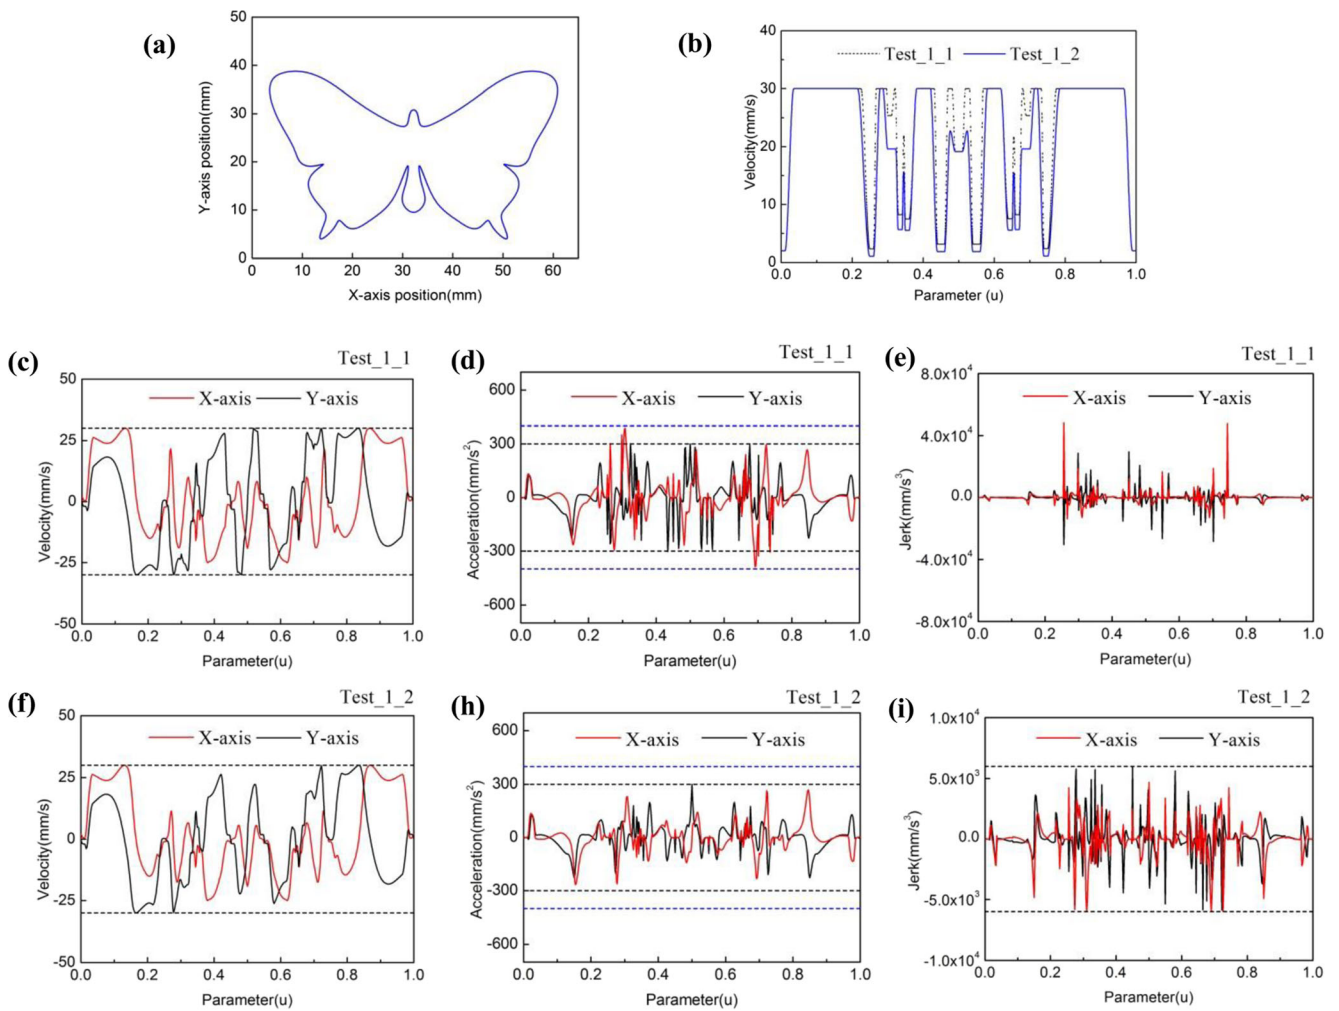 (a)
50
40
30
20
10
0
Y-axis position(mm)
0 10 20 30 40 50 60
X-axis position(mm)
(b)
40
30
20
10
0
Velocity(mm/s)
Test_1_1 Test_1_2
0.0 0.2 0.4 0.6 0.8 1.0
Parameter (u)
(c)
Test_1_1
50
25
0
-25
-50
Velocity(mm/s)
X-axis Y-axis
0.0 0.2 0.4 0.6 0.8 1.0
Parameter(u)
(d)
Test_1_1
600
300
0
-300
-600
Acceleration(mm/s²)
X-axis Y-axis
0.0 0.2 0.4 0.6 0.8 1.0
Parameter(u)
(e)
Test_1_1
8.0x10⁴
4.0x10⁴
0.0
-4.0x10⁴
-8.0x10⁴
Jerk(mm/s³)
X-axis Y-axis
0.0 0.2 0.4 0.6 0.8 1.0
Parameter(u)
(f)
Test_1_2
50
25
0
-25
-50
Velocity(mm/s)
X-axis Y-axis
0.0 0.2 0.4 0.6 0.8 1.0
Parameter(u)
(h)
Test_1_2
600
300
0
-300
-600
Acceleration(mm/s²)
X-axis Y-axis
0.0 0.2 0.4 0.6 0.8 1.0
Parameter(u)
(i)
Test_1_2
1.0x10⁴
5.0x10³
0.0
-5.0x10³
-1.0x10⁴
Jerk(mm/s³)
X-axis Y-axis
0.0 0.2 0.4 0.6 0.8 1.0
Parameter(u)